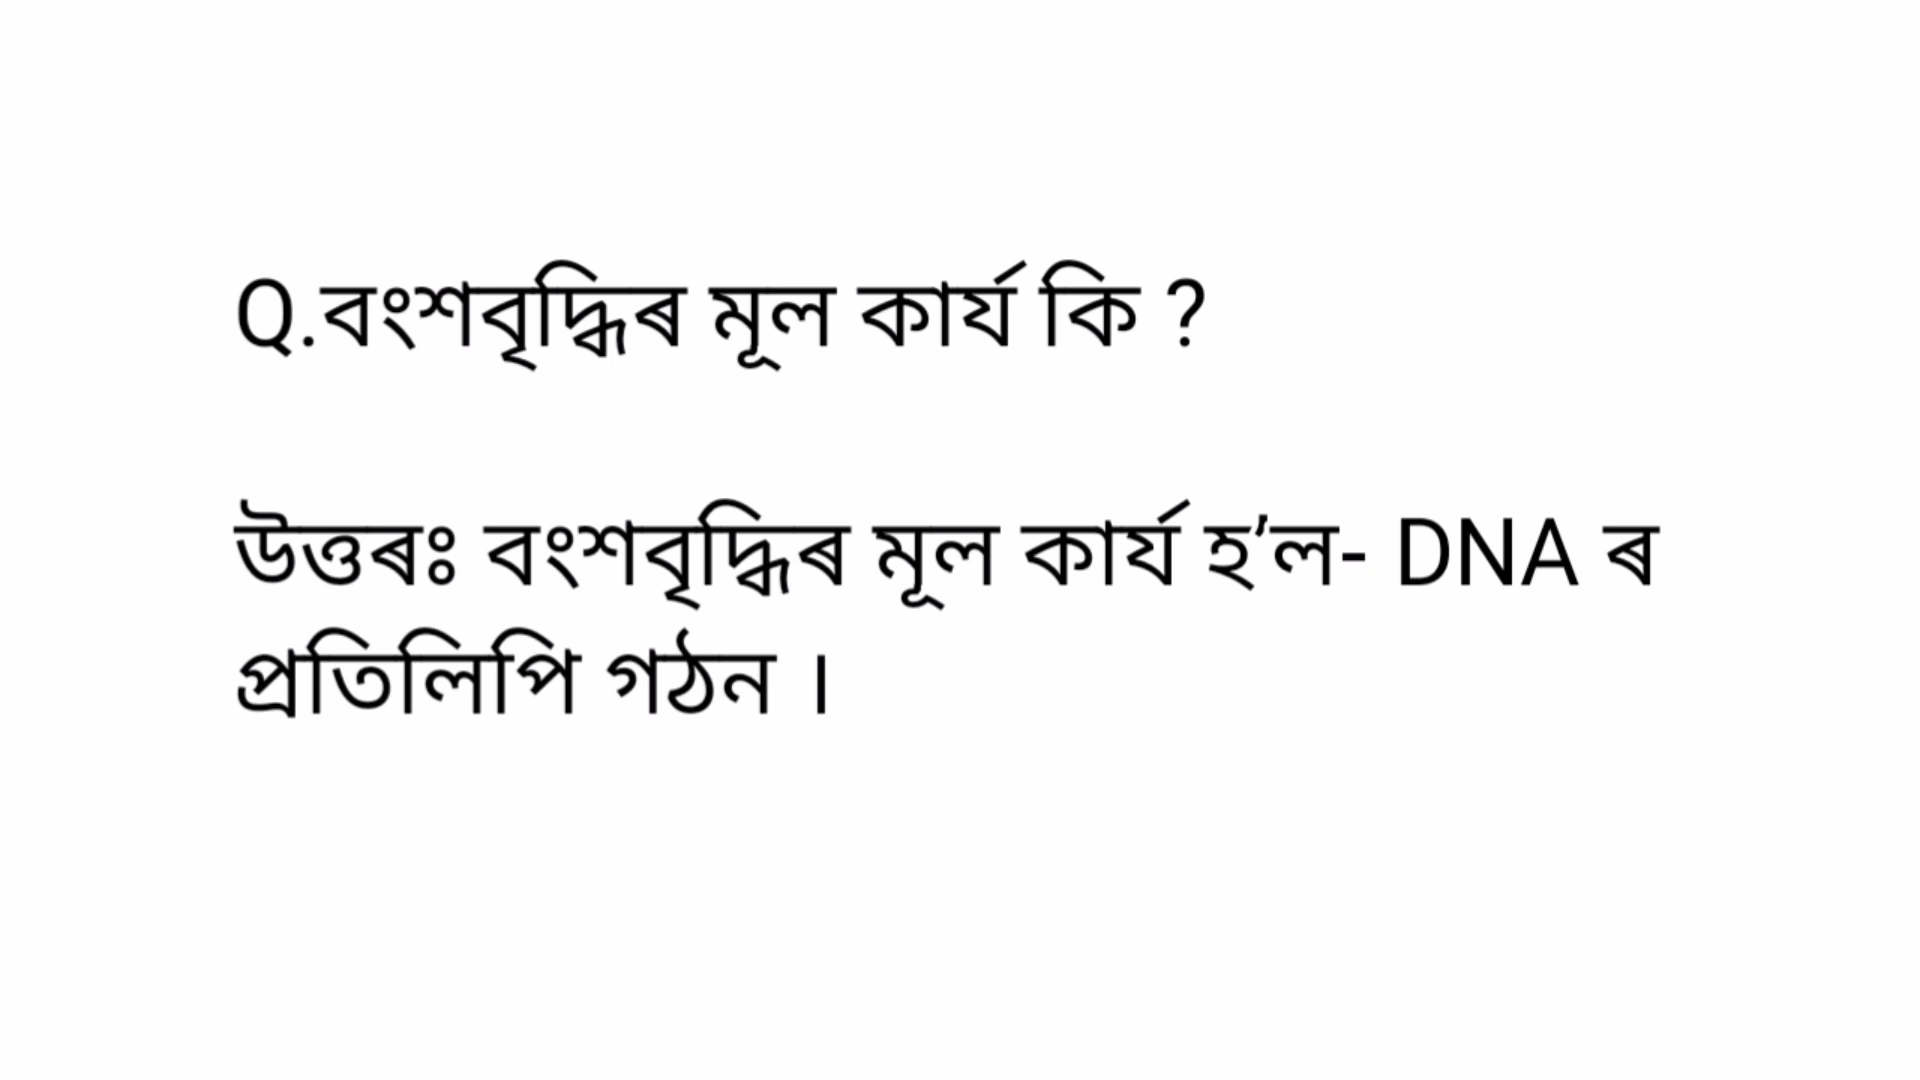 Q.বংশবৃদ্ধিৰ মূল কাৰ্য কি ?
উত্তৰঃ বংশবৃদ্ধিৰ মূল কাৰ্য হ’ল- DNA ৰ
প্ৰতিলিপি গঠন ।